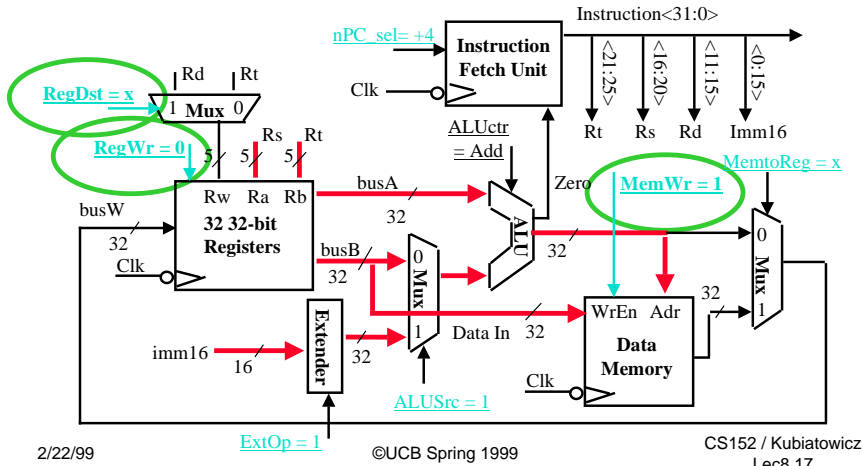 nPC_sel= +4
Instruction
Fetch Unit
Instruction<31:0>
<21:25>
<16:20>
<11:15>
<0:15>
Rt
Rs
Rd
Imm16
Clk
Rd
Rt
RegDst = x
1 Mux 0
RegWr = 0
5
Rs
5
Rt
5
ALUctr
= Add
Zero
MemWr = 1
MemtoReg = x
busW
32
Rw Ra Rb
32 32-bit
Registers
Clk
busA
32
busB
32
0
Mux
1
ALU
32
0
Mux
1
32
Data In
32
WrEn Adr
Data
Memory
Clk
imm16
16
Extender
32
ALUSrc = 1
ExtOp = 1
2/22/99
©UCB Spring 1999
CS152 / Kubiatowicz
Lec8.17